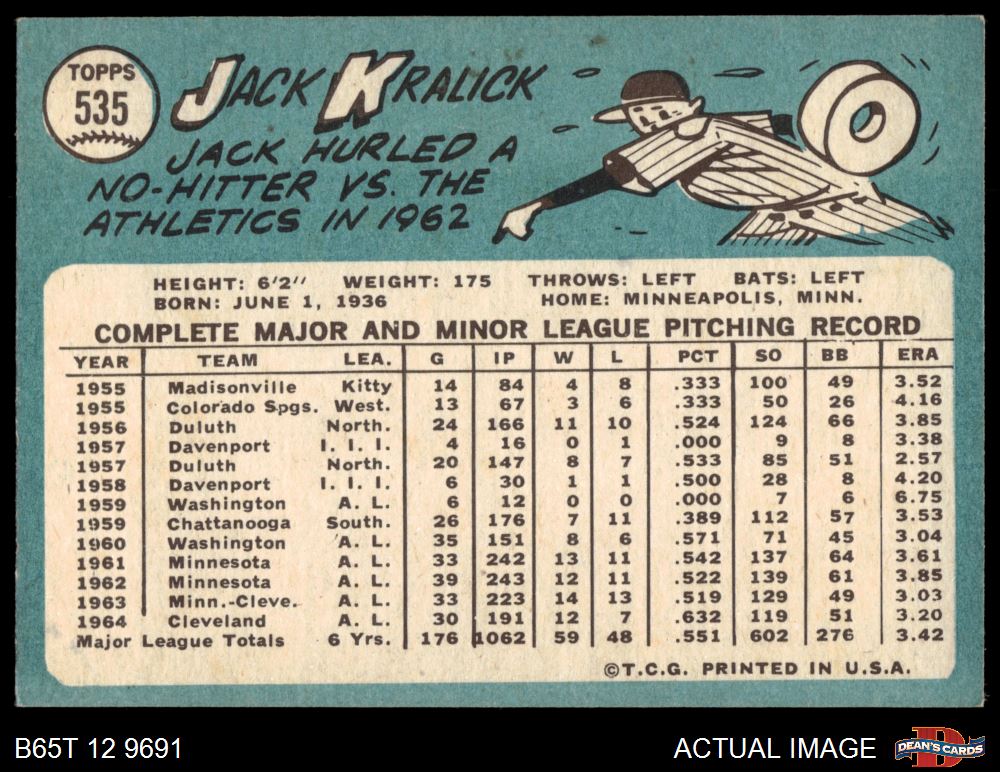 TOPPS
535
JACK KRALICK
JACK HURLED A
NO-HITTER VS. THE
ATHLETICS IN 1962
HEIGHT: 6'2" WEIGHT: 175 THROWS: LEFT BATS: LEFT
BORN: JUNE 1, 1936 HOME: MINNEAPOLIS, MINN.
COMPLETE MAJOR AND MINOR LEAGUE PITCHING RECORD
YEAR TEAM LEA. G IP W L PCT SO BB ERA
1955 Madisonville Kitty 14 84 4 8 .333 100 49 3.52
1955 Colorado Spgs. West. 13 67 3 6 .333 50 26 4.16
1956 Duluth North. 24 166 11 10 .524 124 66 3.85
1957 Davenport I. I. I. 4 16 0 1 .000 9 8 3.38
1957 Duluth North. 20 147 8 7 .533 85 51 2.57
1958 Davenport I. I. I. 6 30 1 1 .500 28 8 4.20
1959 Washington A. L. 6 12 0 0 .000 7 6 6.75
1959 Chattanooga South. 26 176 7 11 .389 112 57 3.53
1960 Washington A. L. 35 151 8 6 .571 71 45 3.04
1961 Minnesota A. L. 33 242 13 11 .542 137 64 3.61
1962 Minnesota A. L. 39 243 12 11 .522 139 61 3.85
1963 Minn.-Cleve. A. L. 33 223 14 13 .519 129 49 3.03
1964 Cleveland A. L. 30 191 12 7 .632 119 51 3.20
Major League Totals 6 Yrs. 176 1062 59 48 .551 602 276 3.42
©T.C.G. PRINTED IN U.S.A.
B65T 12 9691 ACTUAL IMAGE
DEAN'S CARDS